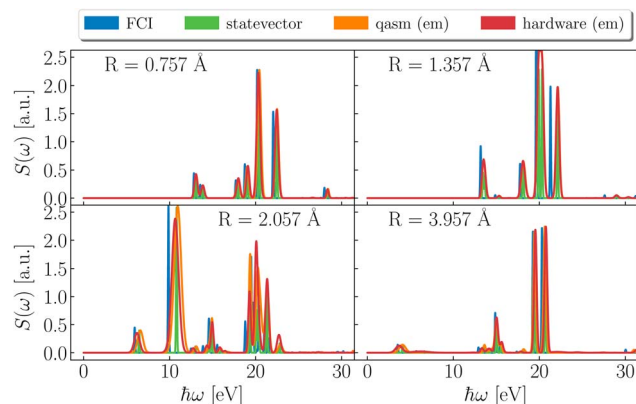 FCI statevector qasm (em) hardware (em)
R = 0.757 Å R = 1.357 Å
S(ω) [a.u.]
2.5
2.0
1.5
1.0
0.5
0.0
R = 2.057 Å R = 3.957 Å
S(ω) [a.u.]
2.5
2.0
1.5
1.0
0.5
0.0
0 10 20 30 0 10 20 30
ħω [eV] ħω [eV]